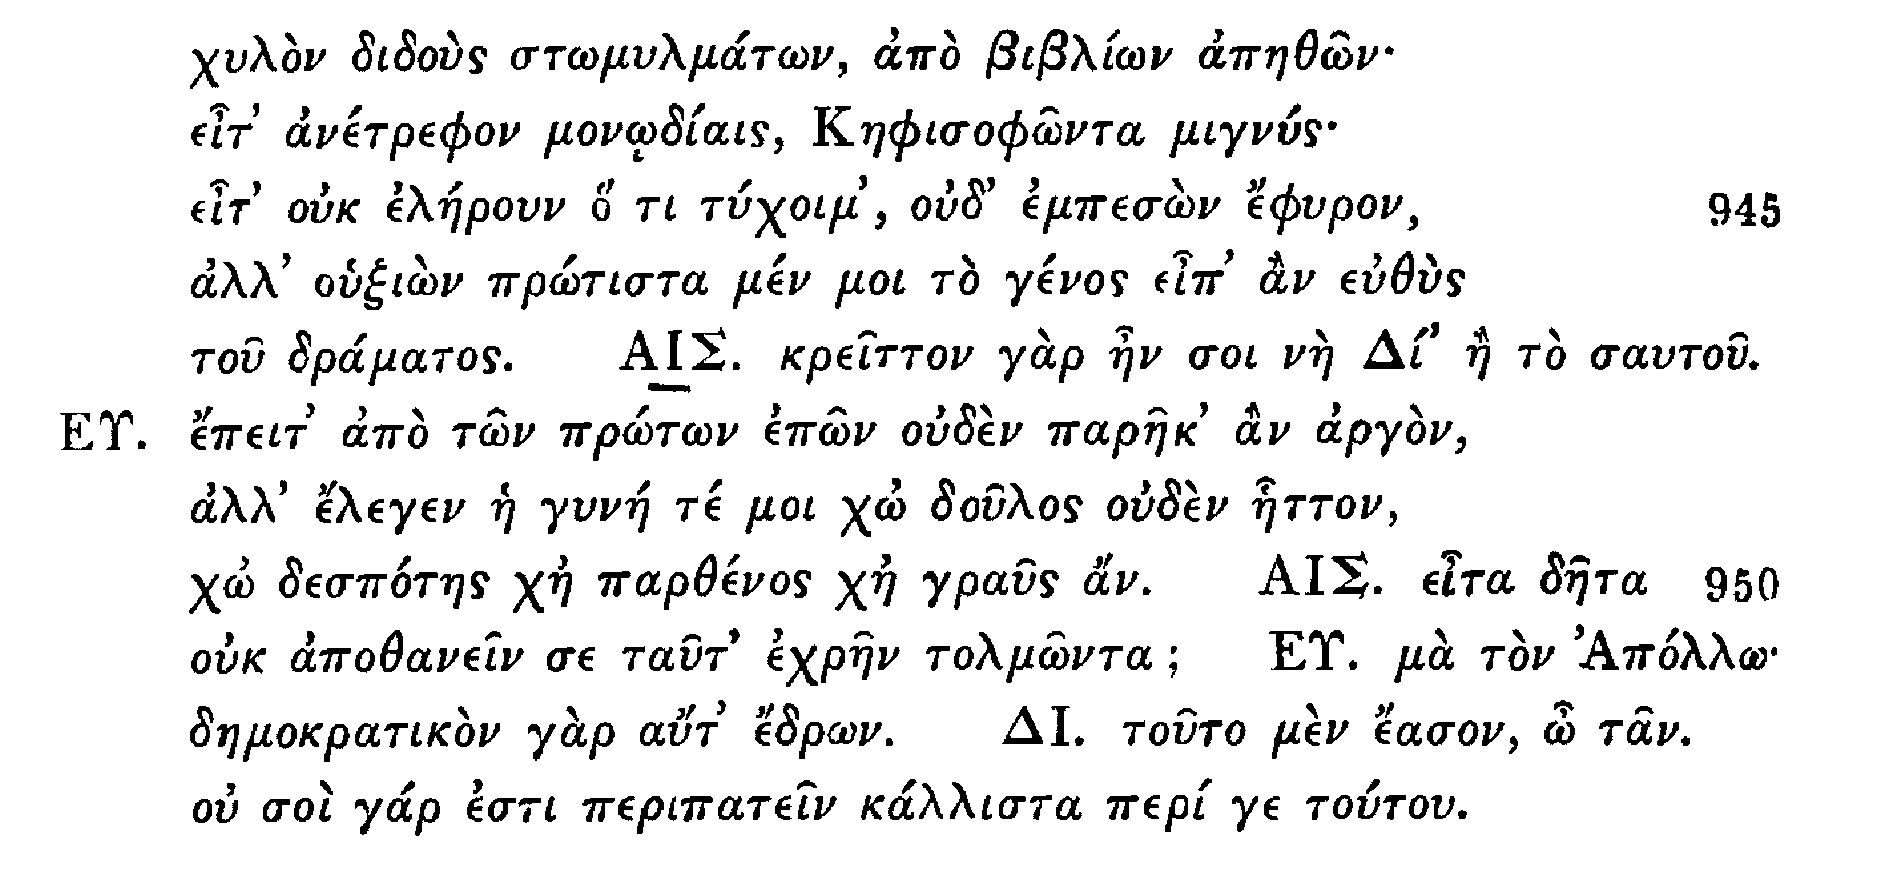 χυλὸν διδοὺς στωμυλμάτων, ἀπὸ βιβλίων ἀπηθῶν·
εἶτ’ ἀνέτρεφον μονῳδίαις, Κηφισοφῶντα μιγνύς·
εἶτ’ οὐκ ἐλήρουν ὅ τι τύχοιμ’, οὐδ’ ἐμπεσὼν ἔφυρον, 945
ἀλλ’ οὑξιὼν πρώτιστα μέν μοι τὸ γένος εἶπ’ ἂν εὐθὺς
τοῦ δράματος. ΑΙΣ. κρεῖττον γὰρ ἦν σοι νὴ Δί’ ἢ τὸ σαυτοῦ.
ΕΥ. ἔπειτ’ ἀπὸ τῶν πρώτων ἐπῶν οὐδὲν παρῆκ’ ἂν ἀργὸν,
ἀλλ’ ἔλεγεν ἡ γυνή τέ μοι χὠ δοῦλος οὐδὲν ἧττον,
χὠ δεσπότης χἠ παρθένος χἠ γραῦς ἄν. ΑΙΣ. εἶτα δῆτα 950
οὐκ ἀποθανεῖν σε ταῦτ’ ἐχρῆν τολμῶντα; ΕΥ. μὰ τὸν Ἀπόλλω·
δημοκρατικὸν γὰρ αὔτ’ ἔδρων. ΔΙ. τοῦτο μὲν ἔασον, ὦ τᾶν.
οὐ σοὶ γάρ ἐστι περιπατεῖν κάλλιστα περί γε τούτου.